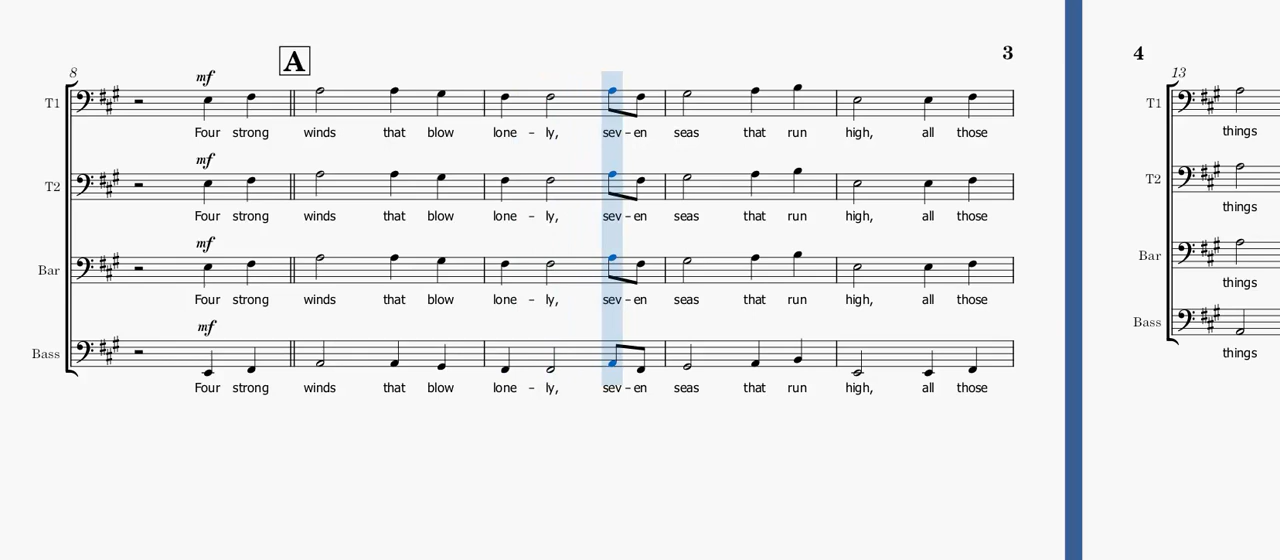 A
3
8
mf
T1
Four strong winds that blow lone - ly, sev - en seas that run high, all those
mf
T2
Four strong winds that blow lone - ly, sev - en seas that run high, all those
mf
Bar
Four strong winds that blow lone - ly, sev - en seas that run high, all those
mf
Bass
Four strong winds that blow lone - ly, sev - en seas that run high, all those
4
13
T1
things
T2
things
Bar
things
Bass
things